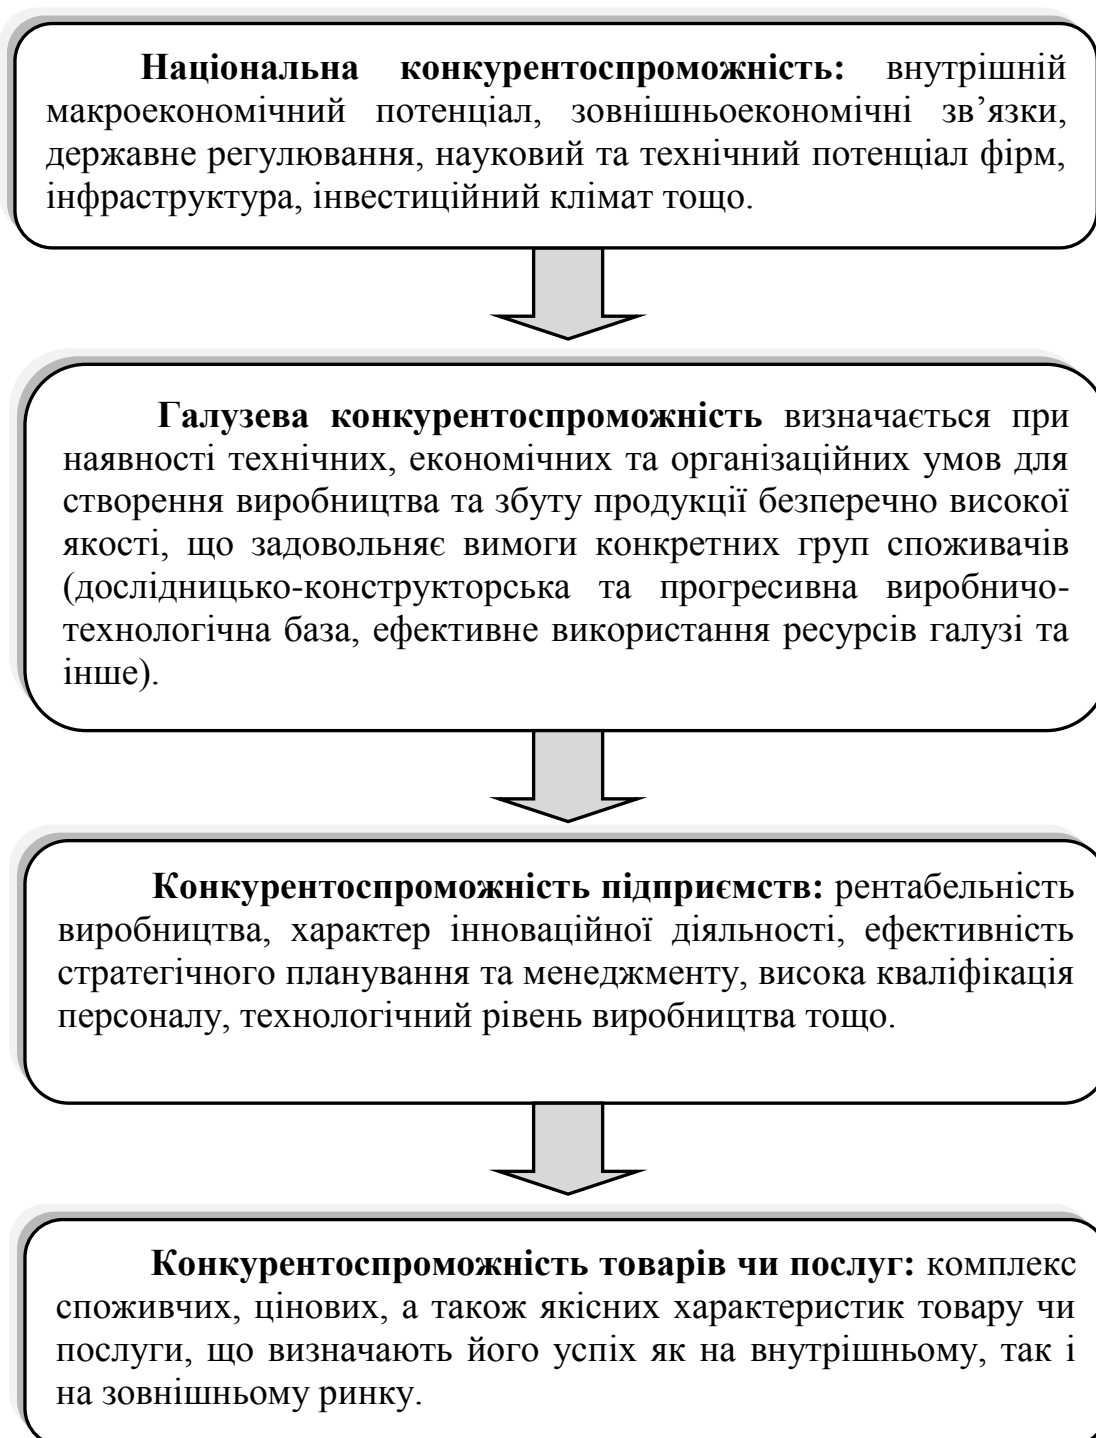 Національна конкурентоспроможність: внутрішній
макроекономічний потенціал, зовнішньоекономічні зв’язки,
державне регулювання, науковий та технічний потенціал фірм,
інфраструктура, інвестиційний клімат тощо.
Галузева конкурентоспроможність визначається при
наявності технічних, економічних та організаційних умов для
створення виробництва та збуту продукції безперечно високої
якості, що задовольняє вимоги конкретних груп споживачів
(дослідницько-конструкторська та прогресивна виробничо-
технологічна база, ефективне використання ресурсів галузі та
інше).
Конкурентоспроможність підприємств: рентабельність
виробництва, характер інноваційної діяльності, ефективність
стратегічного планування та менеджменту, висока кваліфікація
персоналу, технологічний рівень виробництва тощо.
Конкурентоспроможність товарів чи послуг: комплекс
споживчих, цінових, а також якісних характеристик товару чи
послуги, що визначають його успіх як на внутрішньому, так і
на зовнішньому ринку.